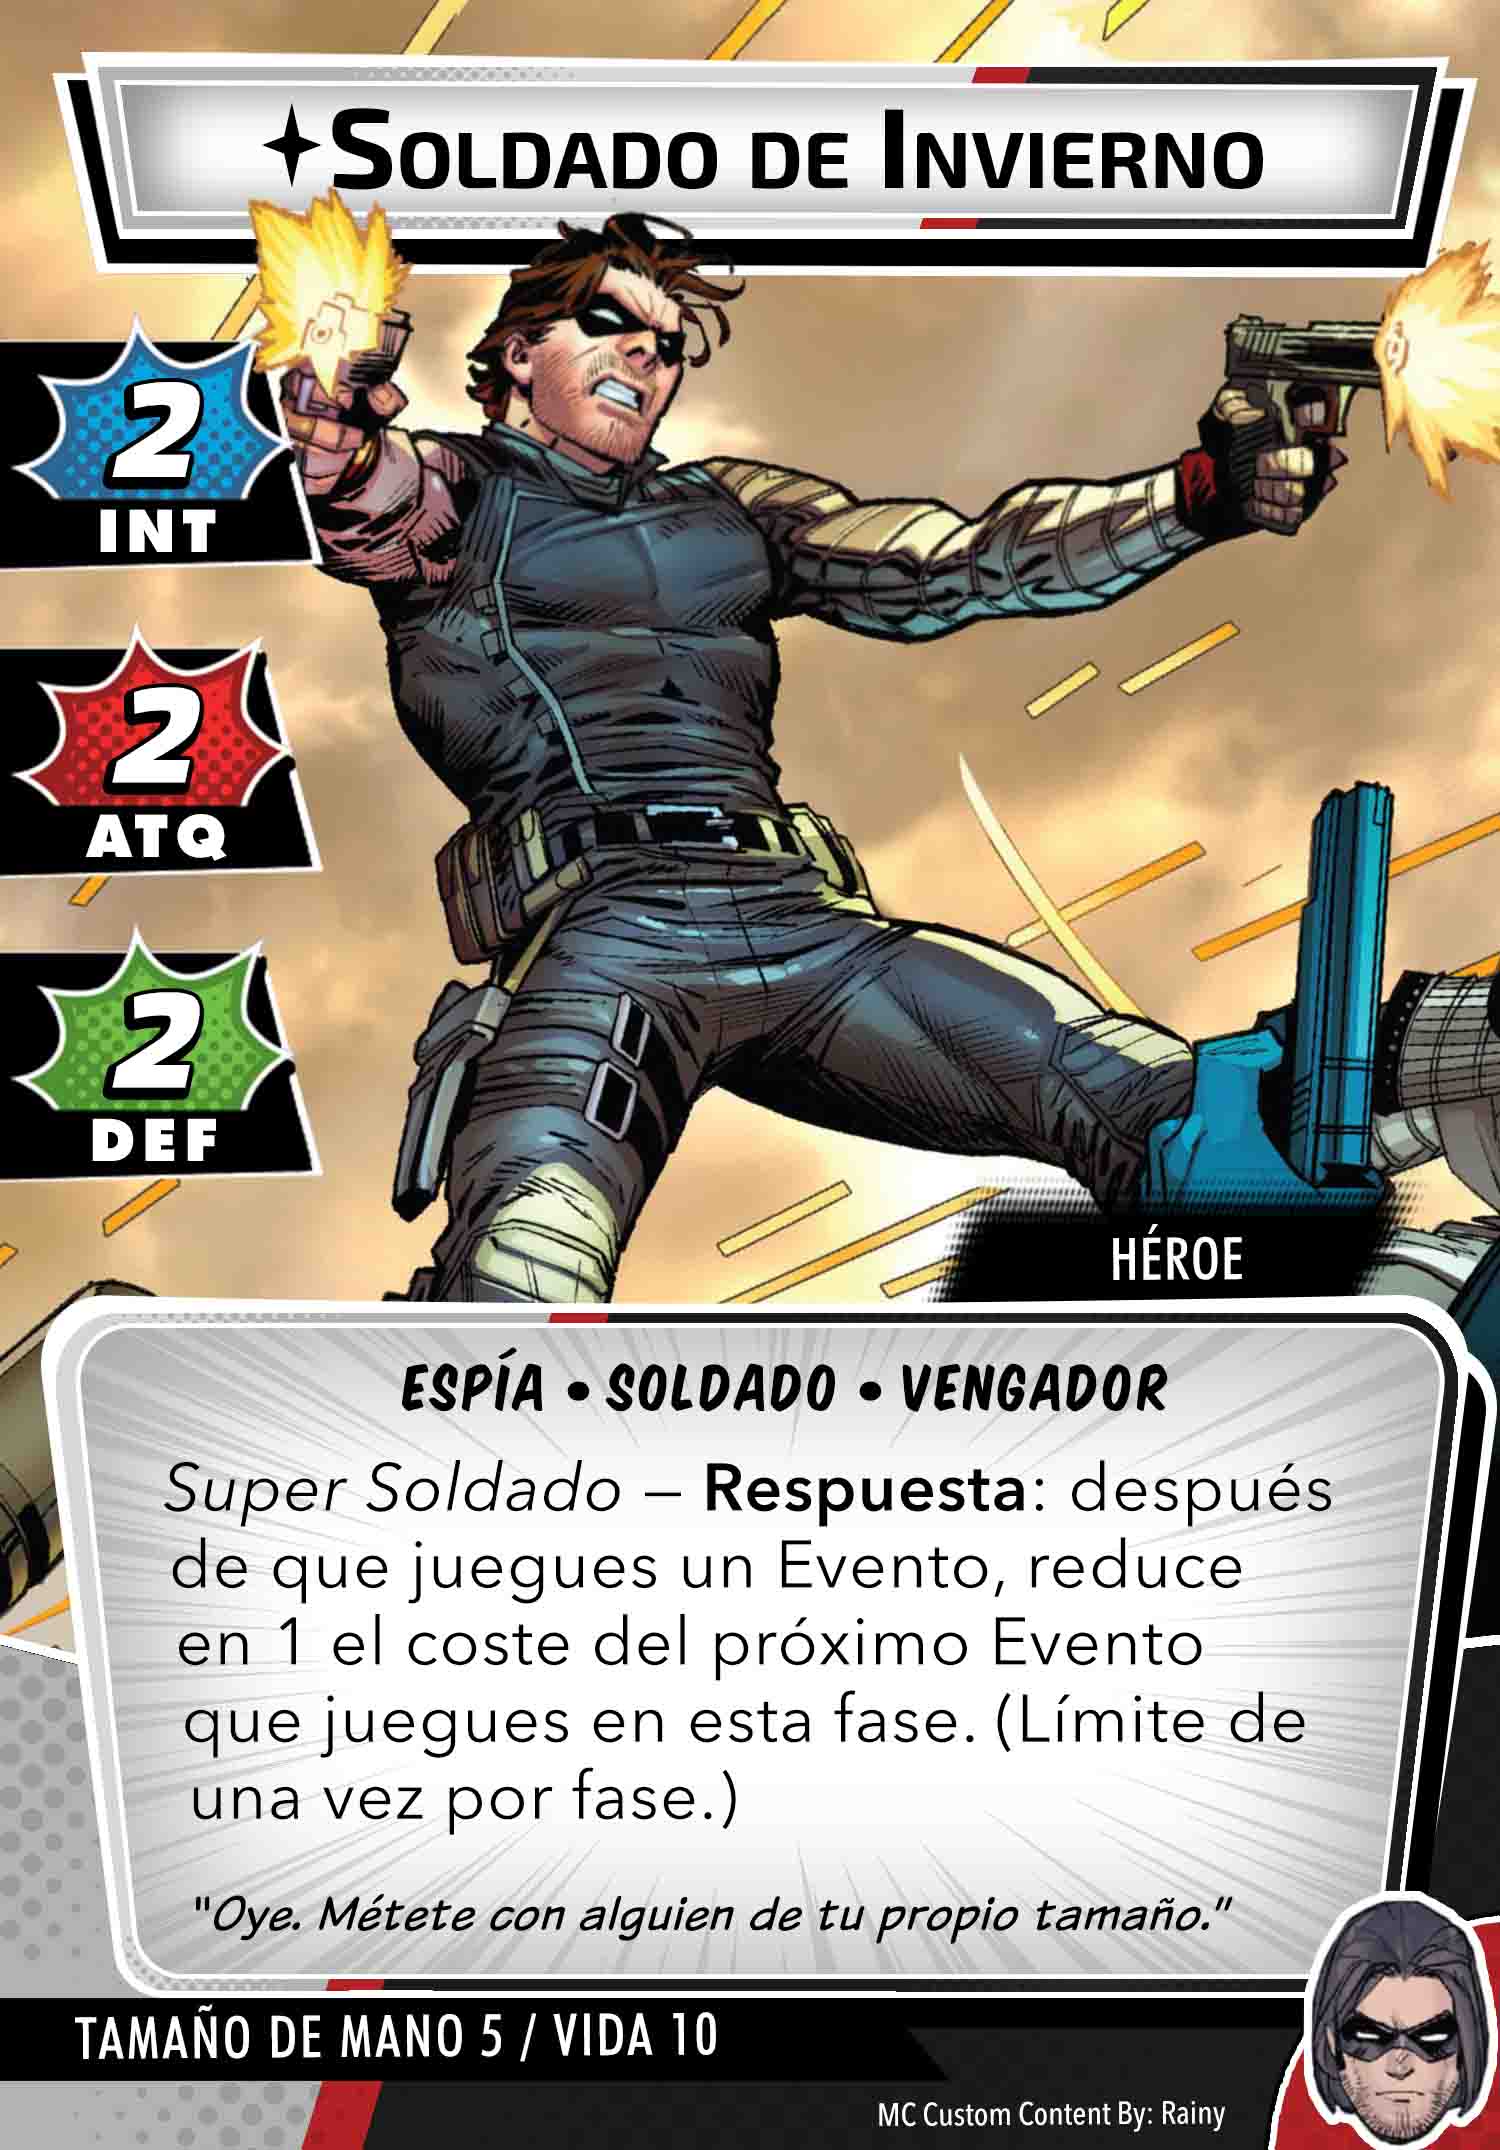 SOLDADO DE INVIERNO
2
INT
2
ATQ
2
DEF
HÉROE
ESPÍA • SOLDADO • VENGADOR
Super Soldado – Respuesta: después
de que juegues un Evento, reduce
en 1 el coste del próximo Evento
que juegues en esta fase. (Límite de
una vez por fase.)
"Oye. Métete con alguien de tu propio tamaño."
TAMAÑO DE MANO 5 / VIDA 10
MC Custom Content By: Rainy